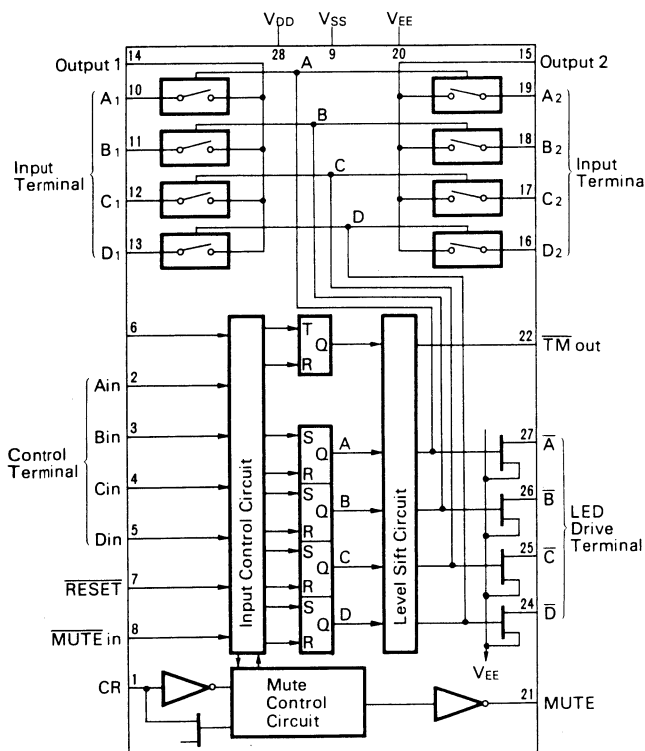 VDD VSS VEE
14 28 9 20 15
Output 1 A Output 2
10 19
A1 A2
B
11 18
B1 B2
Input Terminal Input Termina
C
12 17
C1 C2
D
13 16
D1 D2
6 T Q R 22 TM out
Ain 2
Bin 3 S Q R A 27 A
Control Terminal
Cin 4 S Q R B 26 B
LED Drive Terminal
Din 5 S Q R C 25 C
RESET 7
S Q R D 24 D
MUTE in 8
Input Control Circuit
Level Sift Circuit
VEE
CR 1
Mute Control Circuit
21 MUTE